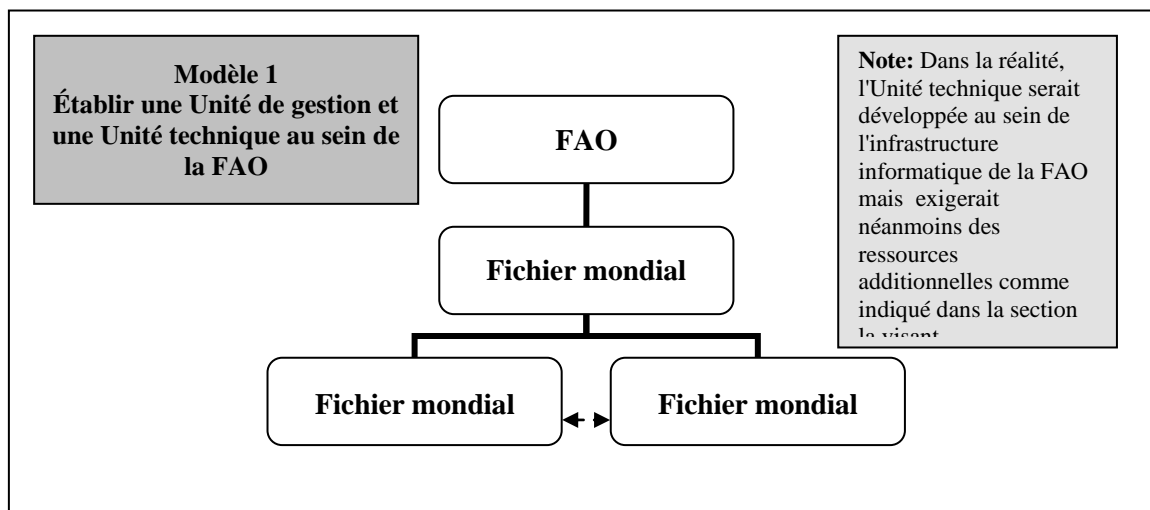 Modèle 1
Établir une Unité de gestion et
une Unité technique au sein de
la FAO
Note: Dans la réalité,
l'Unité technique serait
développée au sein de
l'infrastructure
informatique de la FAO
mais exigerait
néanmoins des
ressources
additionnelles comme
indiqué dans la section
la visant
FAO
Fichier mondial
Fichier mondial
Fichier mondial